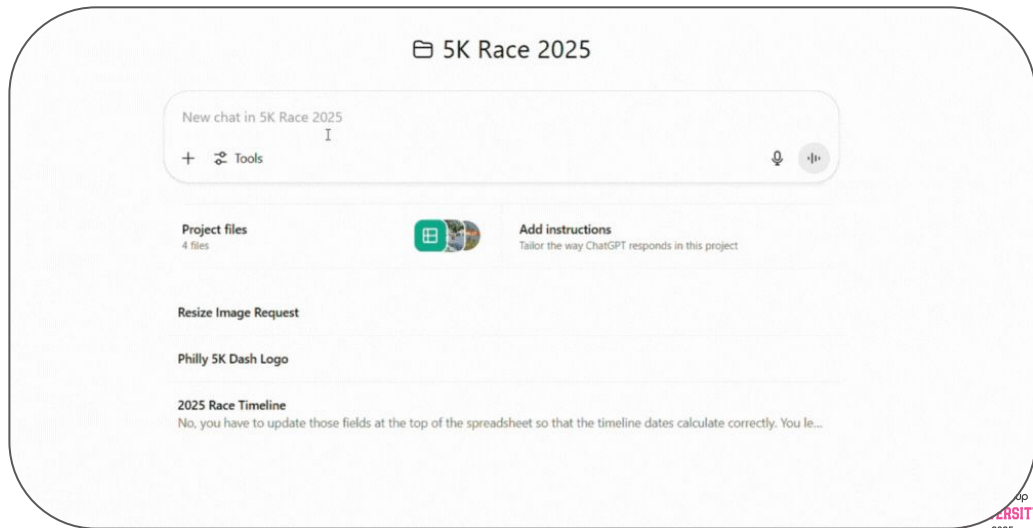 5K Race 2025
New chat in 5K Race 2025
Tools
Project files
4 files
Add instructions
Tailor the way ChatGPT responds in this project
Resize Image Request
Philly 5K Dash Logo
2025 Race Timeline
No, you have to update those fields at the top of the spreadsheet so that the timeline dates calculate correctly. You le...